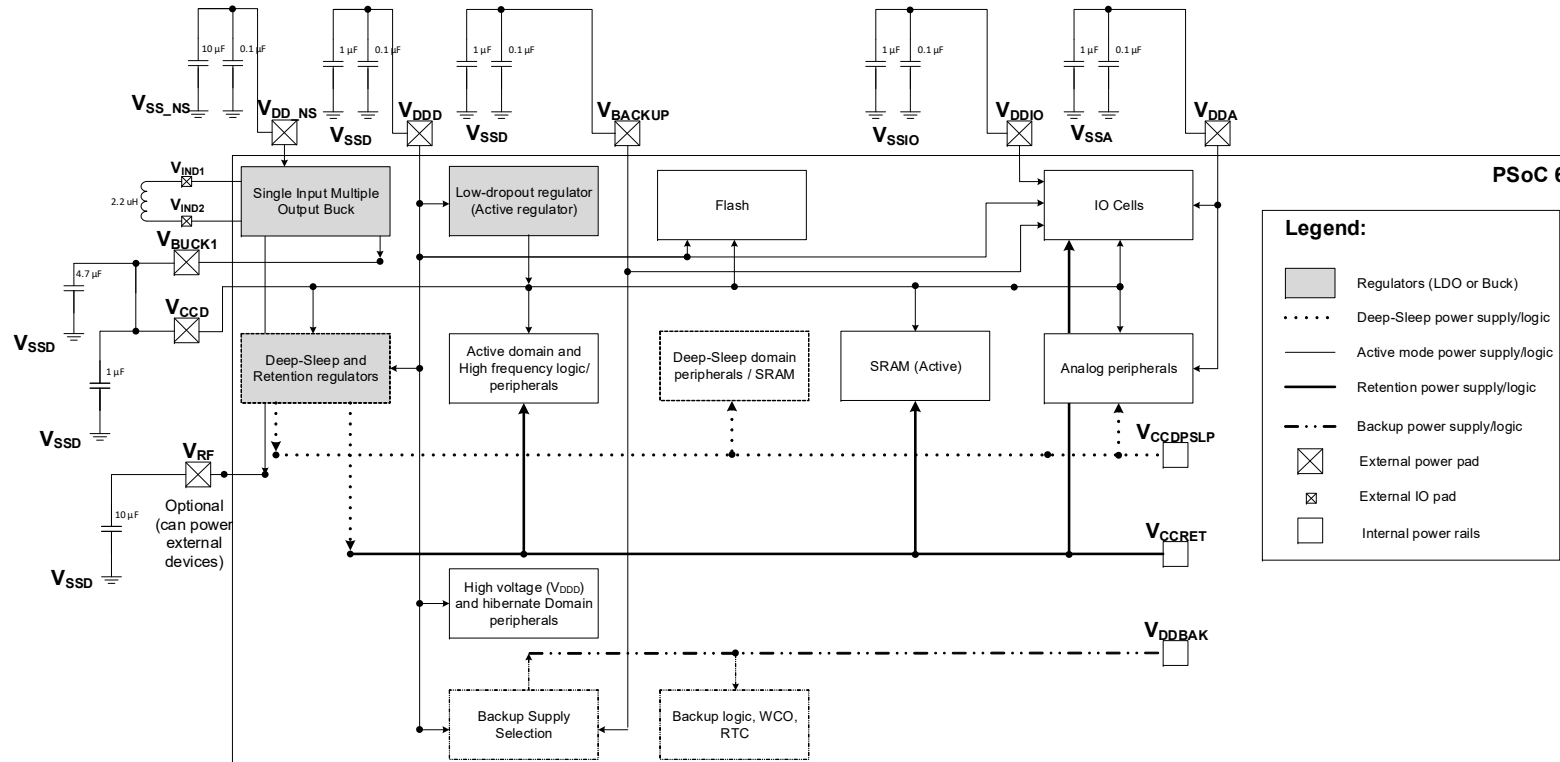 10 µF
0.1 µF
1 µF
0.1 µF
1 µF
0.1 µF
1 µF
0.1 µF
1 µF
0.1 µF
VSS_NS
VDD_NS
VSSD
VDDD
VSSD
VBACKUP
VSSIO
VDDIO
VSSA
VDDA
PSoC 6
VIND1
2.2 uH
VIND2
Single Input Multiple
Output Buck
Low-dropout regulator
(Active regulator)
Flash
IO Cells
VBUCK1
4.7 µF
VSSD
VCCD
1 µF
VSSD
Deep-Sleep and
Retention regulators
Active domain and
High frequency logic/
peripherals
Deep-Sleep domain
peripherals / SRAM
SRAM (Active)
Analog peripherals
VCCDPSLP
VRF
10 µF
VSSD
Optional
(can power
external
devices)
VCCRET
High voltage (VDDD)
and hibernate Domain
peripherals
VDDBAK
Backup Supply
Selection
Backup logic, WCO,
RTC
Legend:
Regulators (LDO or Buck)
Deep-Sleep power supply/logic
Active mode power supply/logic
Retention power supply/logic
Backup power supply/logic
External power pad
External IO pad
Internal power rails